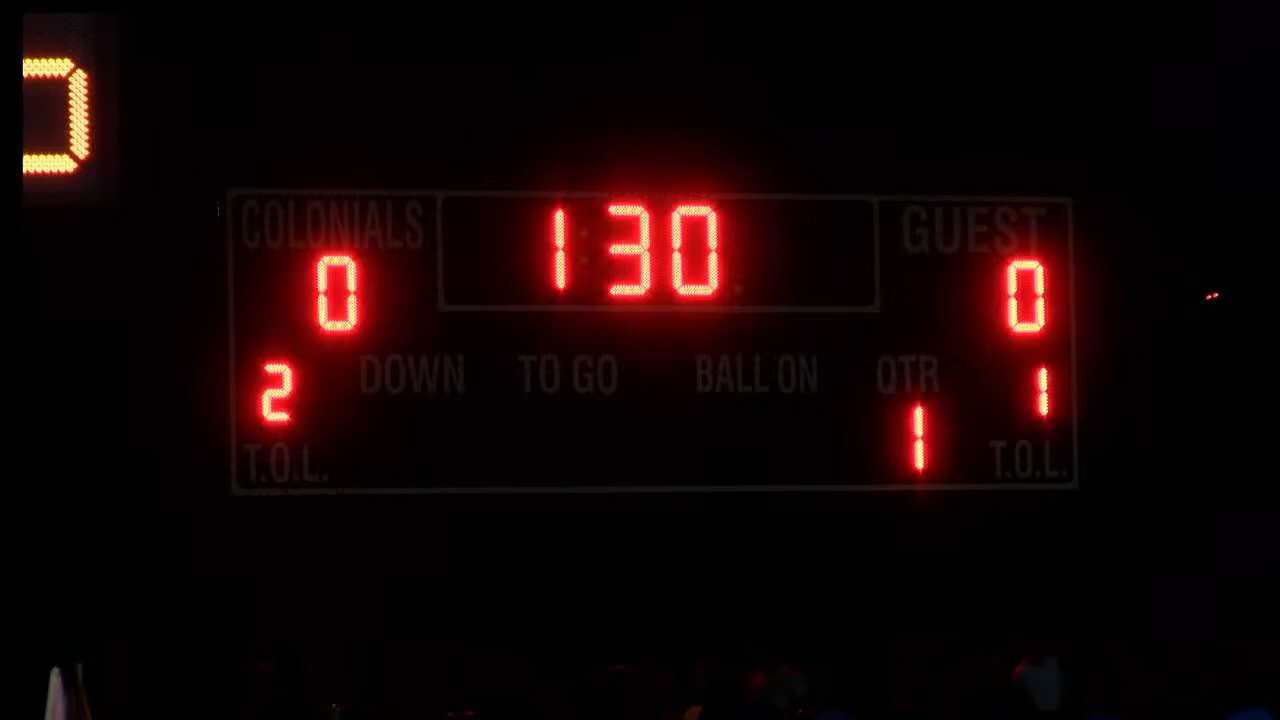 COLONIALS 1:30 GUEST
0 0
DOWN TO GO BALL ON QTR
2 1 1
T.O.L. T.O.L.